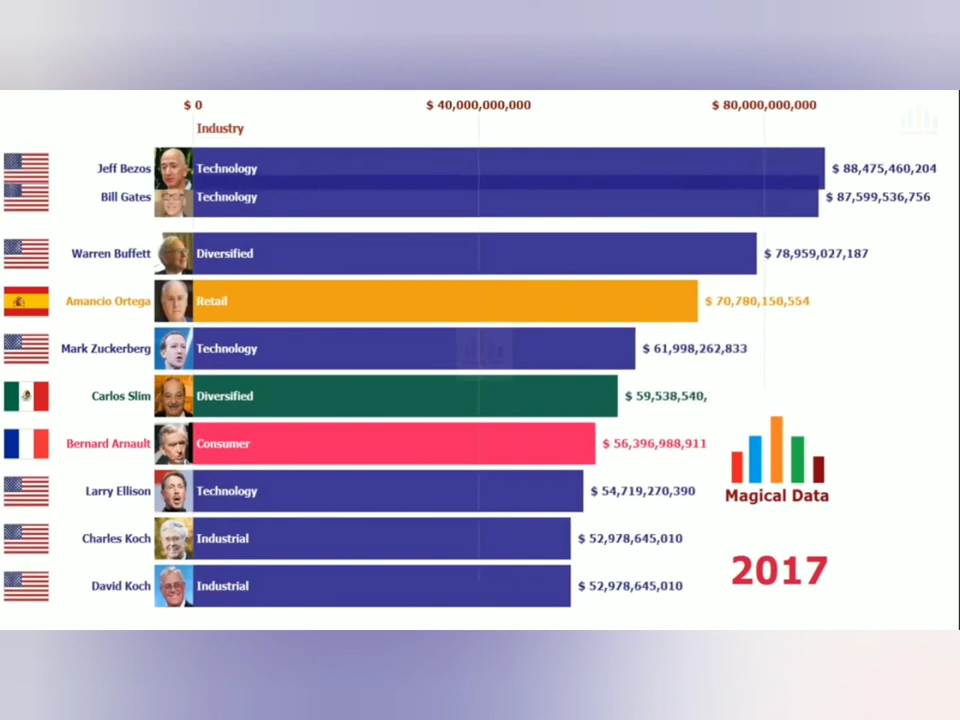 $ 0 $ 40,000,000,000 $ 80,000,000,000
Industry
Jeff Bezos Technology $ 88,475,460,204
Bill Gates Technology $ 87,599,536,756
Warren Buffett Diversified $ 78,959,027,187
Amancio Ortega Retail $ 70,780,150,554
Mark Zuckerberg Technology $ 61,998,262,833
Carlos Slim Diversified $ 59,538,540,
Bernard Arnault Consumer $ 56,396,988,911
Larry Ellison Technology $ 54,719,270,390
Magical Data
Charles Koch Industrial $ 52,978,645,010
2017
David Koch Industrial $ 52,978,645,010